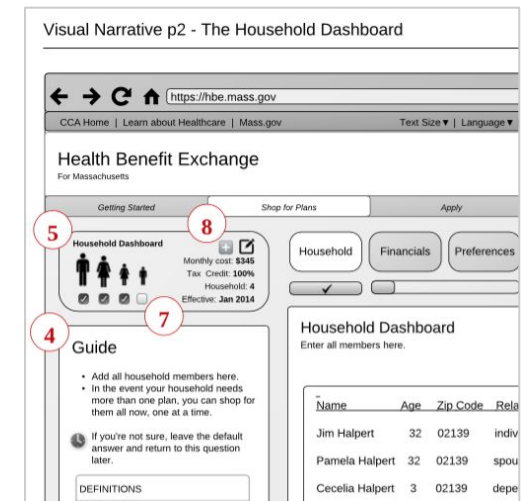 Visual Narrative p2 - The Household Dashboard
https://hbe.mass.gov
CCA Home | Learn about Healthcare | Mass.gov
Text Size ▼ | Language ▼
Health Benefit Exchange
For Massachusetts
Getting Started
Shop for Plans
Apply
5
8
Household Dashboard
Monthly cost: $345
Tax Credit: 100%
Household: 4
Effective: Jan 2014
7
Household
Financials
Preferences
4
Guide
• Add all household members here.
• In the event your household needs
more than one plan, you can shop for
them all now, one at a time.
If you're not sure, leave the default
answer and return to this question
later.
DEFINITIONS
Household Dashboard
Enter all members here.
Name Age Zip Code Rela
Jim Halpert 32 02139 indiv
Pamela Halpert 32 02139 spou
Cecelia Halpert 3 02139 depe